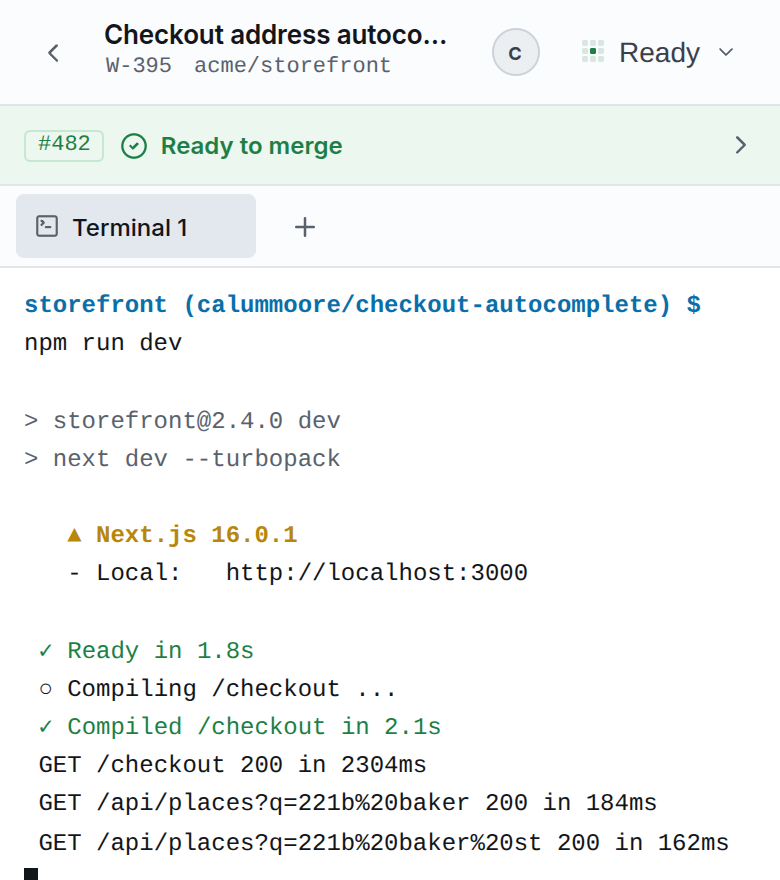 Checkout address autoco...
W-395 acme/storefront
C
Ready
#482 Ready to merge
Terminal 1
storefront (calummoore/checkout-autocomplete) $
npm run dev
> storefront@2.4.0 dev
> next dev --turbopack
▲ Next.js 16.0.1
- Local: http://localhost:3000
✓ Ready in 1.8s
○ Compiling /checkout ...
✓ Compiled /checkout in 2.1s
GET /checkout 200 in 2304ms
GET /api/places?q=221b%20baker 200 in 184ms
GET /api/places?q=221b%20baker%20st 200 in 162ms